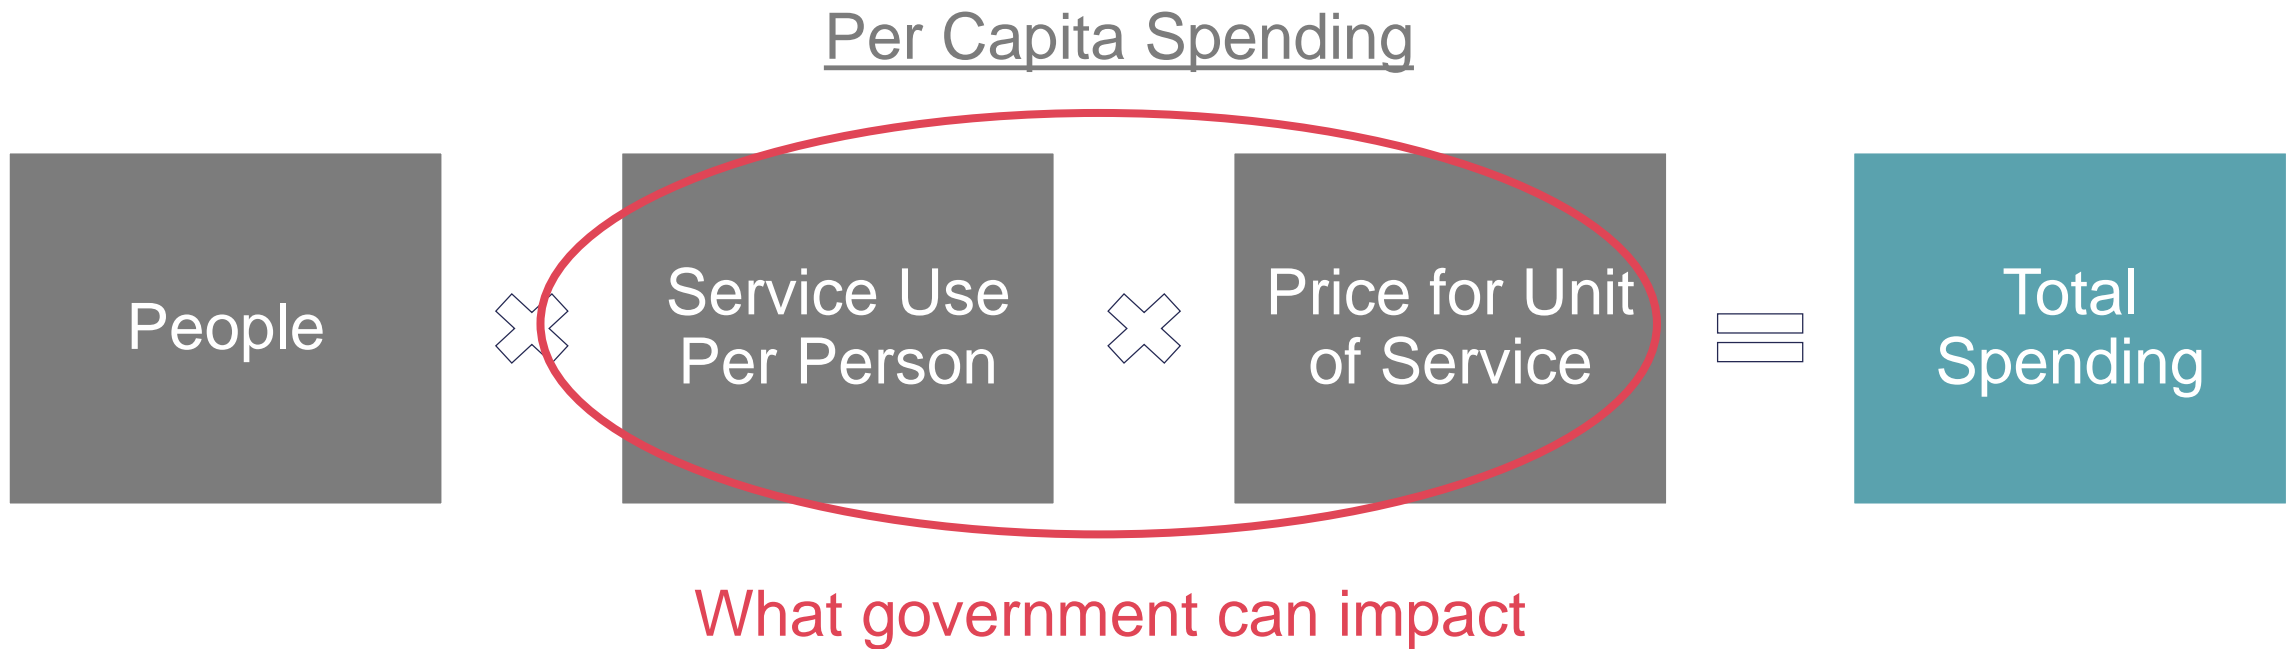 Per Capita Spending
People
Service Use
Per Person
Price for Unit
of Service
Total
Spending
What government can impact